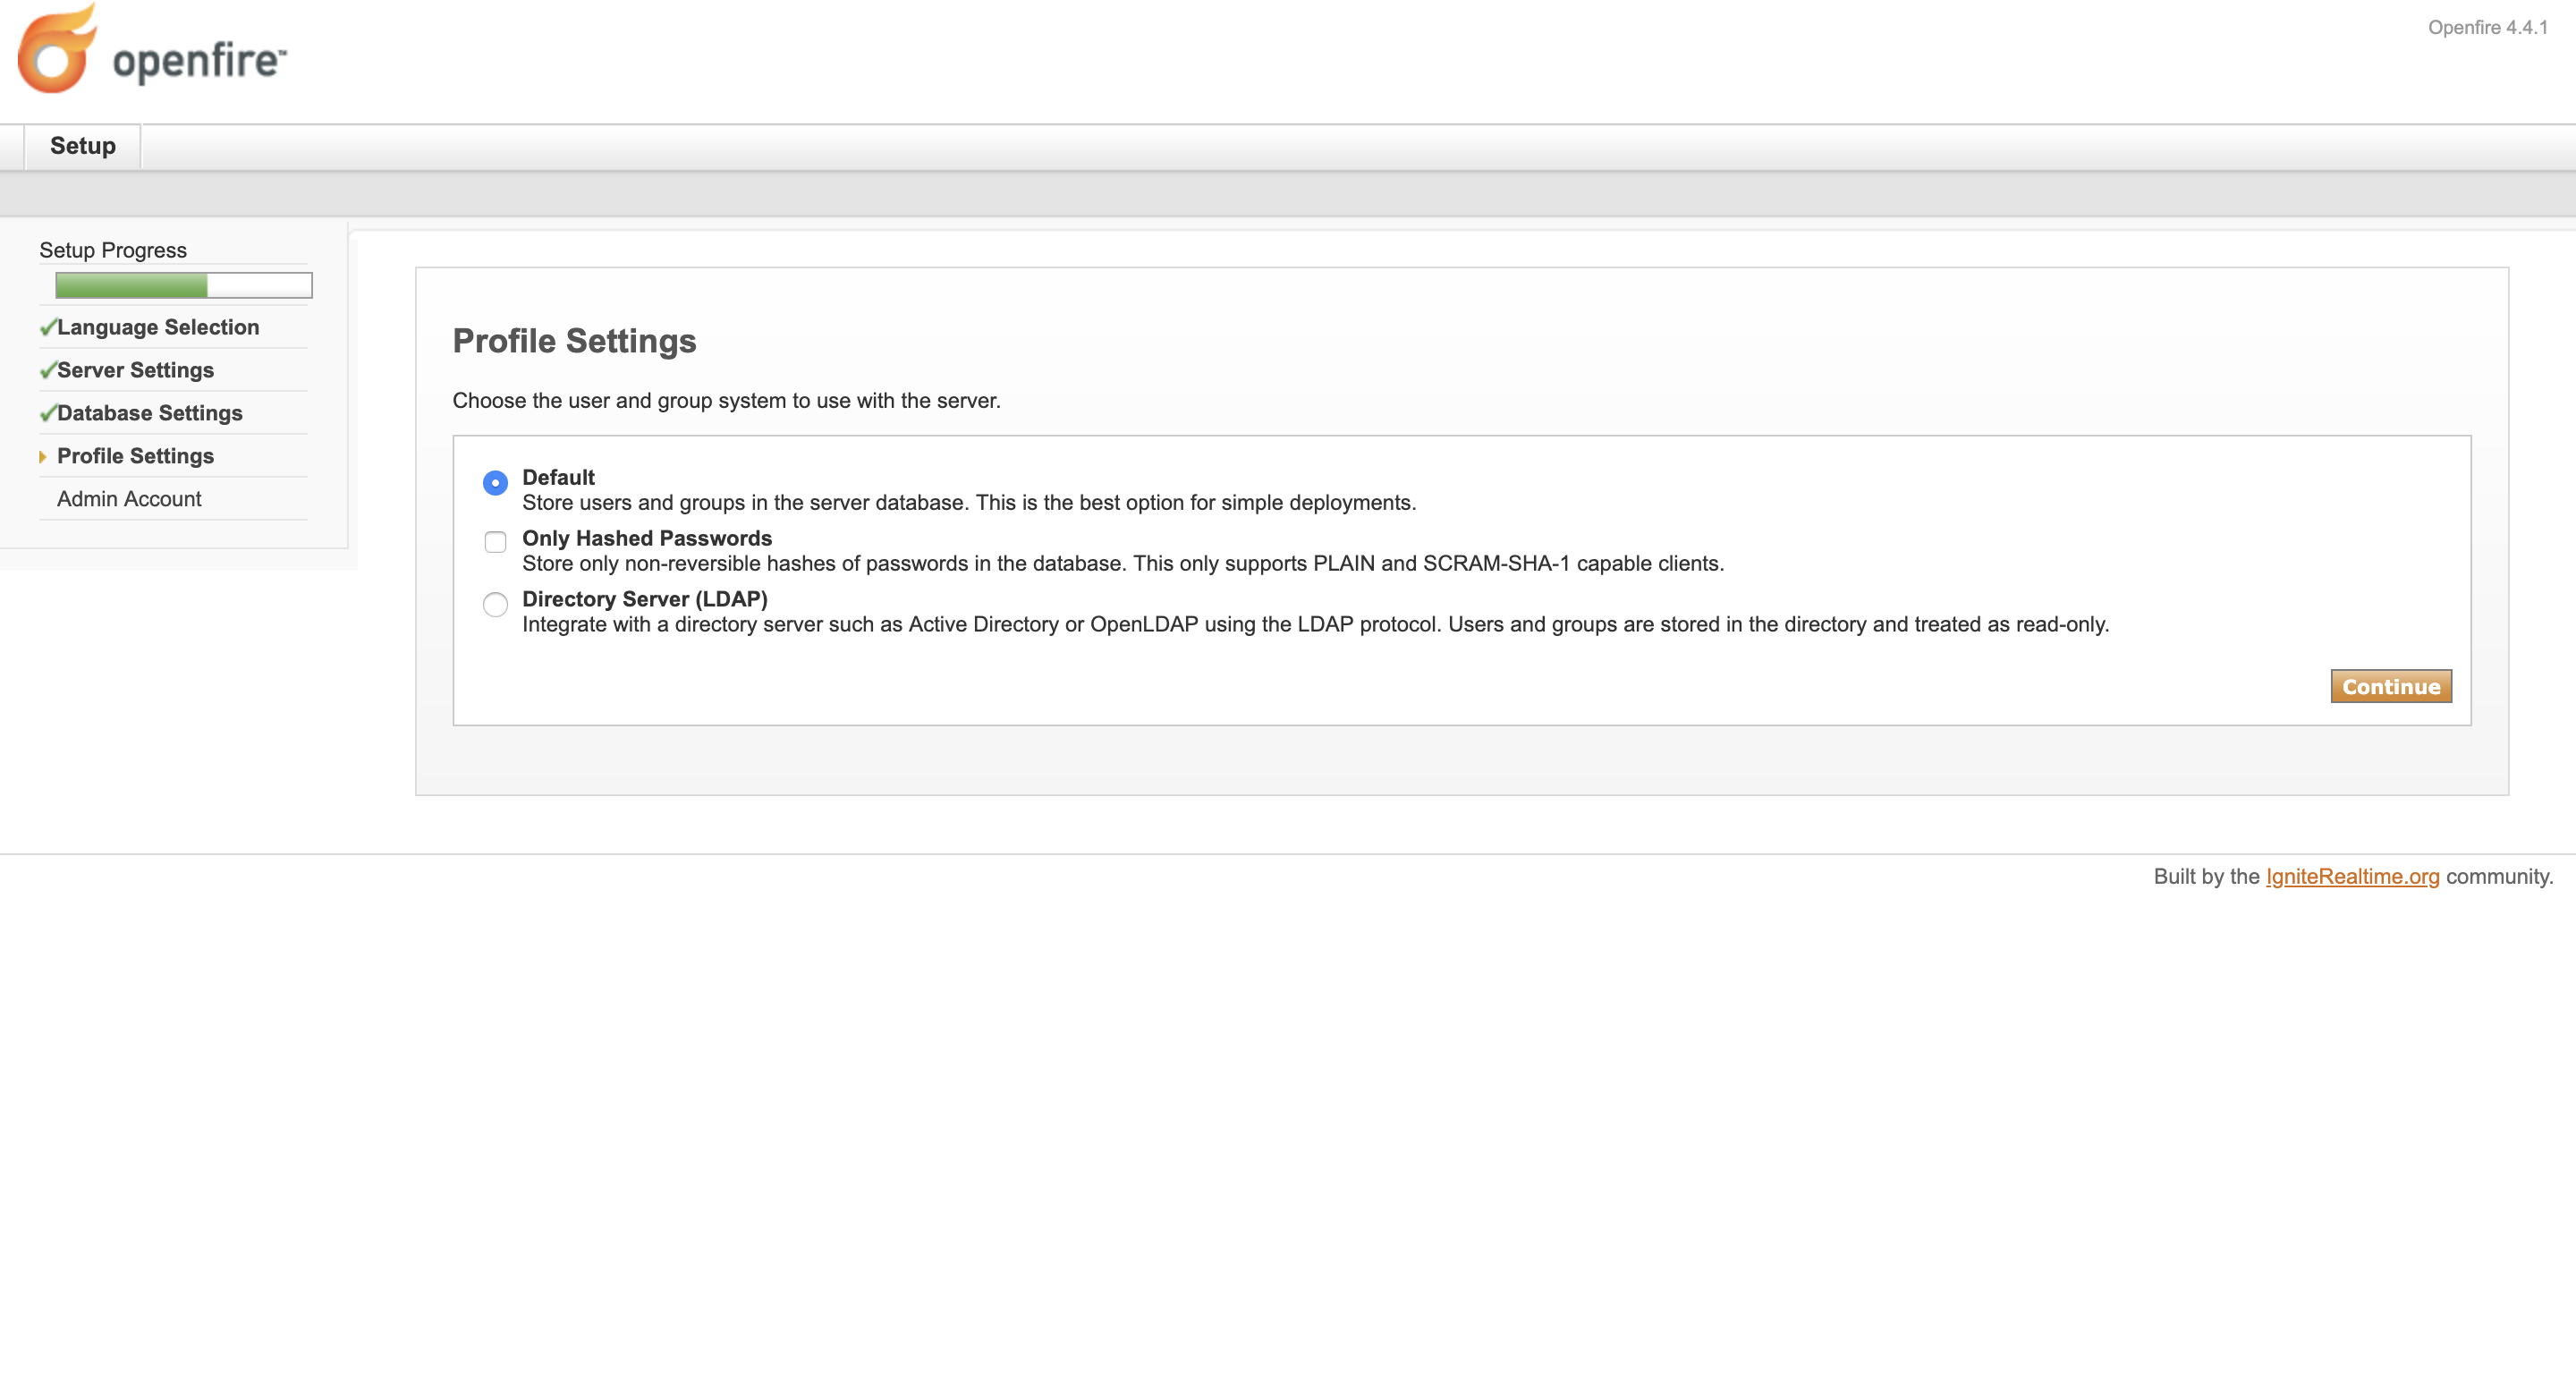 openfire™
Openfire 4.4.1
Setup
Setup Progress
Language Selection
Server Settings
Database Settings
Profile Settings
Admin Account
Profile Settings
Choose the user and group system to use with the server.
Default
Store users and groups in the server database. This is the best option for simple deployments.
Only Hashed Passwords
Store only non-reversible hashes of passwords in the database. This only supports PLAIN and SCRAM-SHA-1 capable clients.
Directory Server (LDAP)
Integrate with a directory server such as Active Directory or OpenLDAP using the LDAP protocol. Users and groups are stored in the directory and treated as read-only.
Continue
Built by the IgniteRealtime.org community.